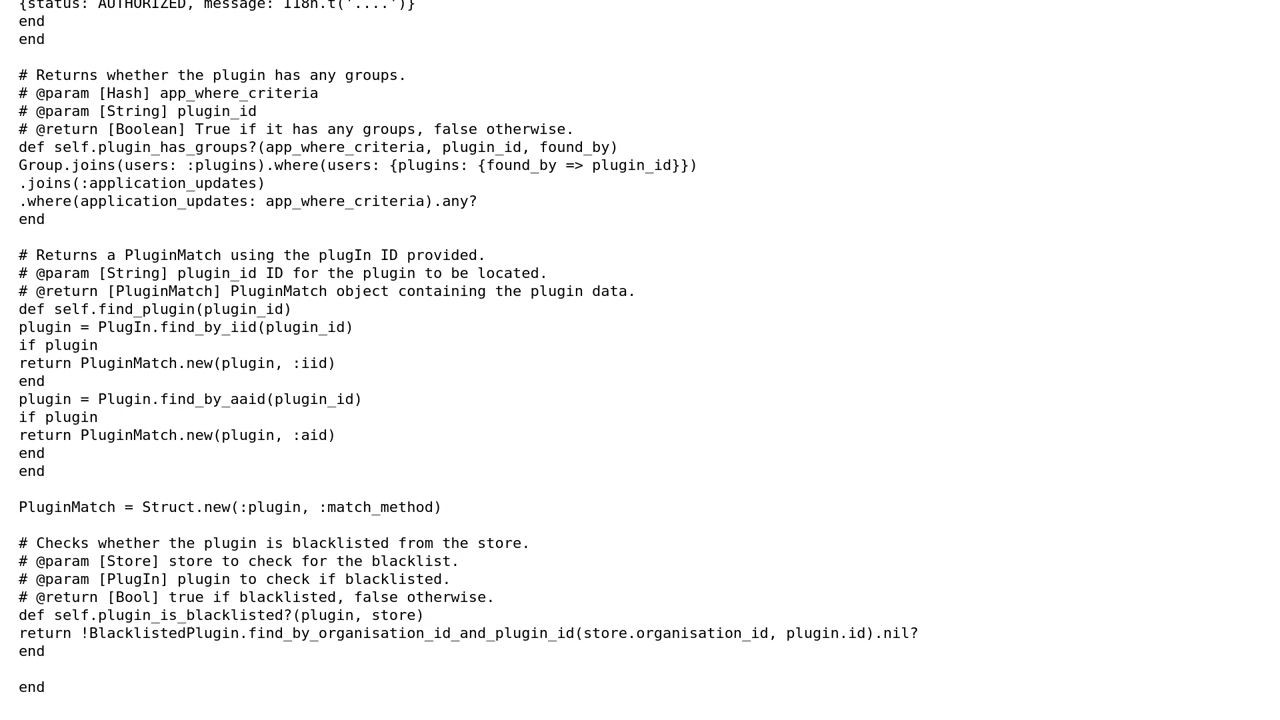 {status: AUTHORIZED, message: I18n.t('....')}
end
end

# Returns whether the plugin has any groups.
# @param [Hash] app_where_criteria
# @param [String] plugin_id
# @return [Boolean] True if it has any groups, false otherwise.
def self.plugin_has_groups?(app_where_criteria, plugin_id, found_by)
Group.joins(users: :plugins).where(users: {plugins: {found_by => plugin_id}})
.joins(:application_updates)
.where(application_updates: app_where_criteria).any?
end

# Returns a PluginMatch using the plugIn ID provided.
# @param [String] plugin_id ID for the plugin to be located.
# @return [PluginMatch] PluginMatch object containing the plugin data.
def self.find_plugin(plugin_id)
plugin = PlugIn.find_by_iid(plugin_id)
if plugin
return PluginMatch.new(plugin, :iid)
end
plugin = Plugin.find_by_aaid(plugin_id)
if plugin
return PluginMatch.new(plugin, :aid)
end
end

PluginMatch = Struct.new(:plugin, :match_method)

# Checks whether the plugin is blacklisted from the store.
# @param [Store] store to check for the blacklist.
# @param [PlugIn] plugin to check if blacklisted.
# @return [Bool] true if blacklisted, false otherwise.
def self.plugin_is_blacklisted?(plugin, store)
return !BlacklistedPlugin.find_by_organisation_id_and_plugin_id(store.organisation_id, plugin.id).nil?
end

end